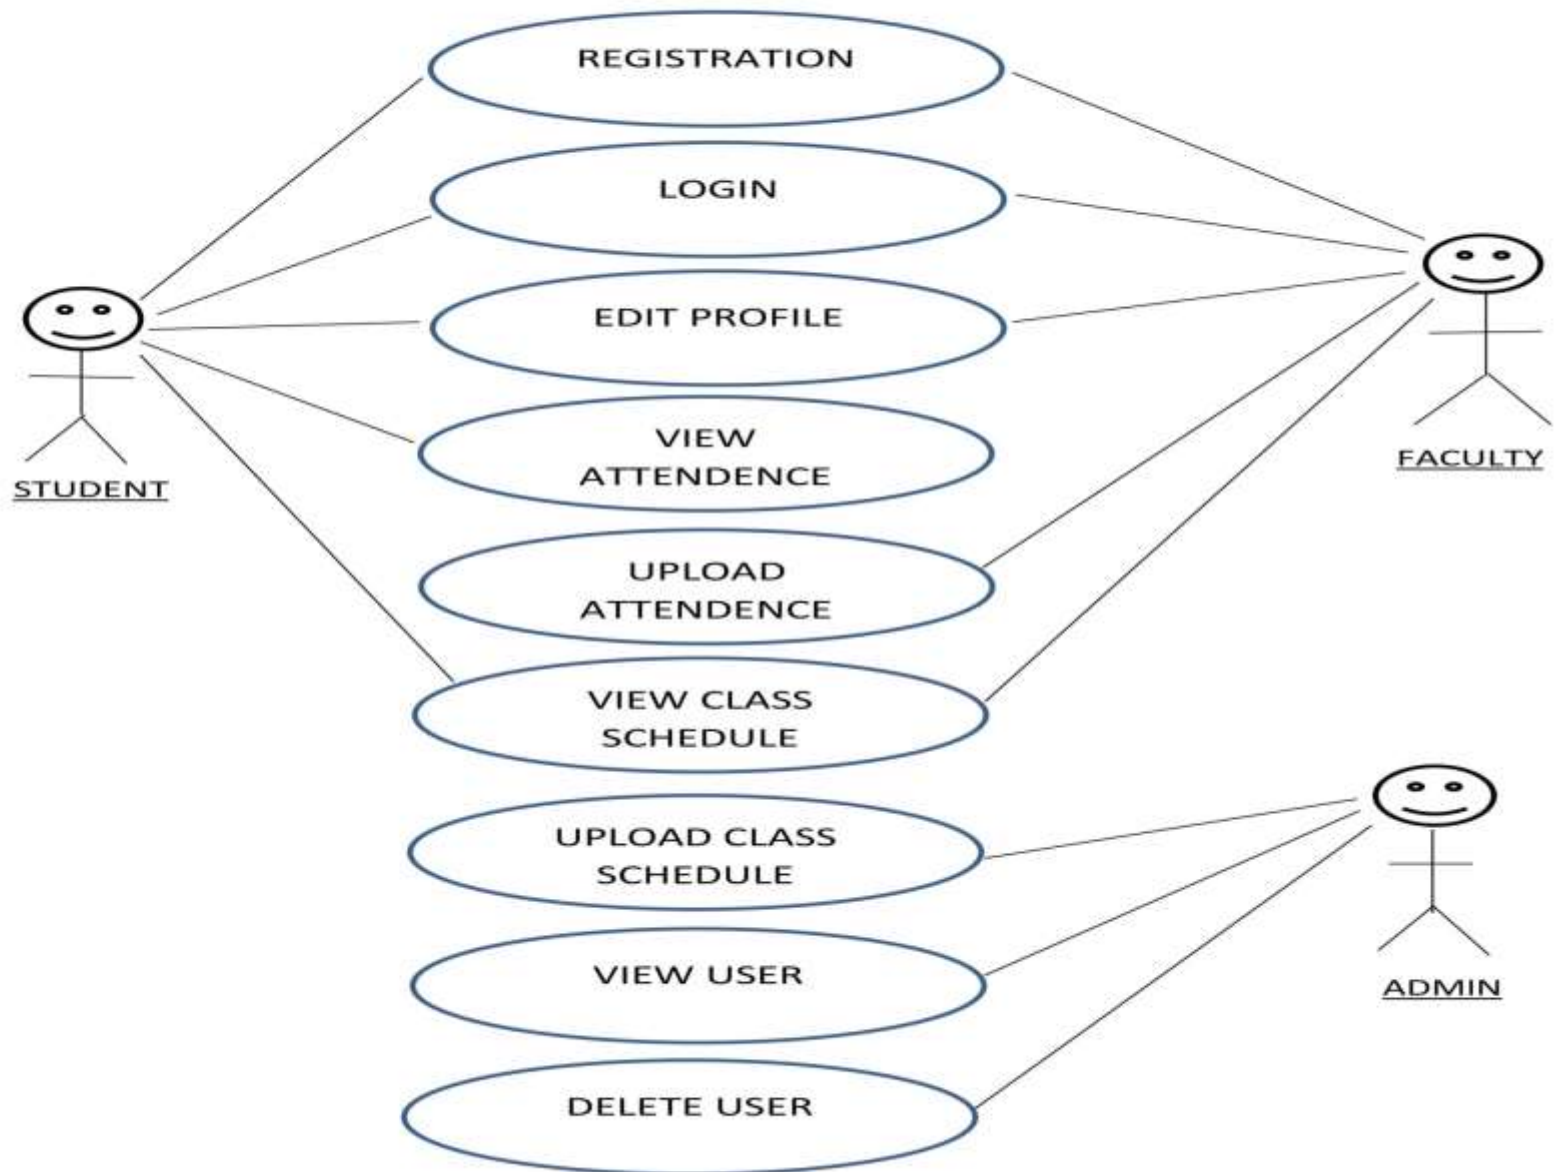 REGISTRATION
LOGIN
EDIT PROFILE
VIEW
ATTENDENCE
STUDENT
FACULTY
UPLOAD
ATTENDENCE
VIEW CLASS
SCHEDULE
UPLOAD CLASS
SCHEDULE
VIEW USER
ADMIN
DELETE USER